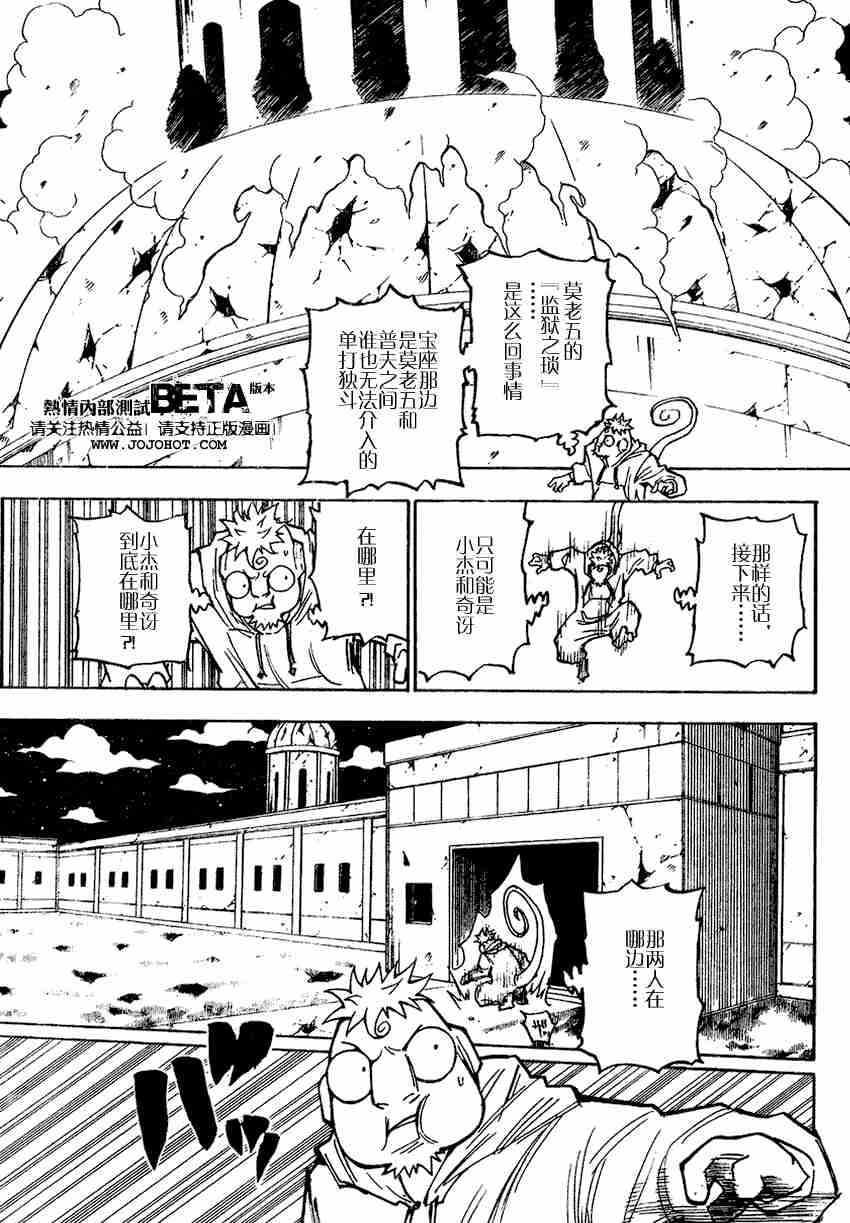 莫老五的
『监狱之琐』
……
是这么回事情
宝座那边
是莫老五和
普夫之间
谁也无法介入的
单打独斗
熱情內部測試BETA版本
请关注热情公益! 请支持正版漫画!
WWW.JOJOHOT.COM
那样的话,
接下来……
只可能是
小杰和奇讶
在哪里?!
小杰和奇讶
到底在哪里?!
那两人在
哪边……
バッ